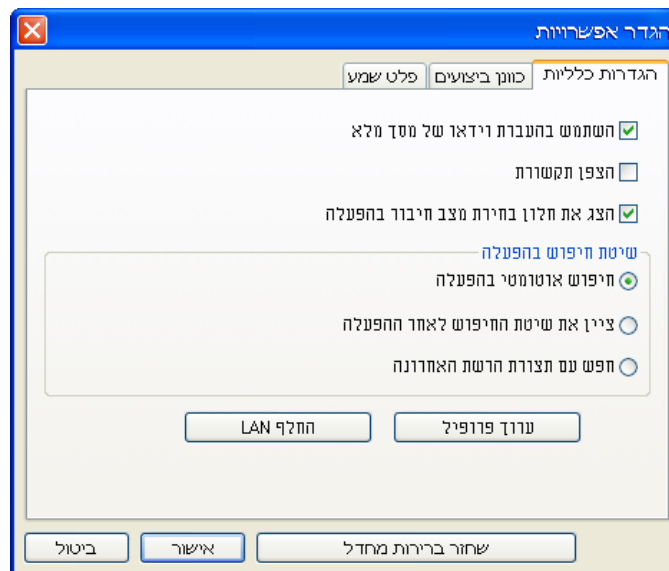 הגדר אפשרויות
הגדרות כלליות
כוונן ביצועים
פלט שמע
השתמש בהעברת וידאו של מסך מלא
הצפן תקשורת
הצג את חלון בחירת מצב חיבור בהפעלה
שיטת חיפוש בהפעלה
חיפוש אוטומטי בהפעלה
ציין את שיטת החיפוש לאחר ההפעלה
חפש עם תצורת הרשת האחרונה
ערוך פרופיל
החלף LAN
שחזר ברירות מחדל
אישור
ביטול